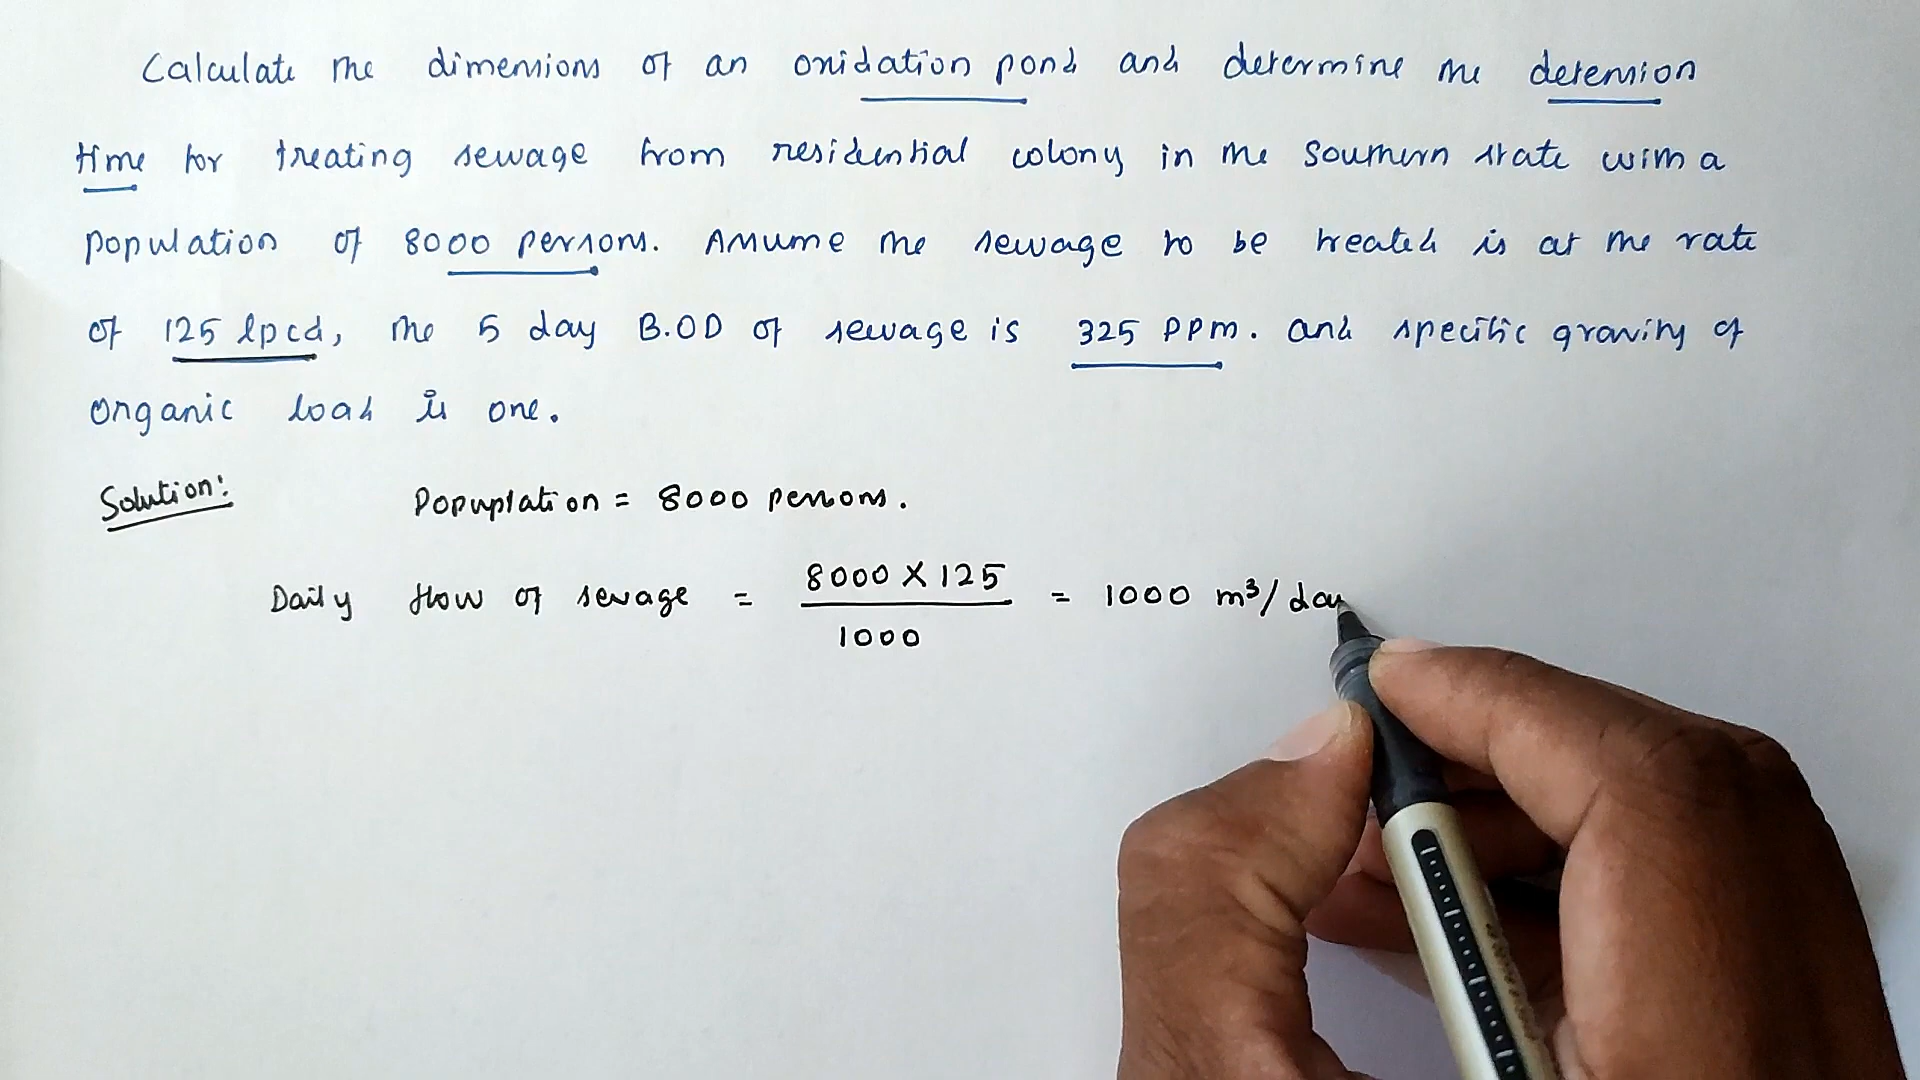 Calculate the dimensions of an oxidation pond and determine the detension
time for treating sewage from residential colony in the Southern state with a
population of 8000 persons. Assume the sewage to be treated is at the rate
of 125 lpcd, the 5 day B.OD of sewage is 325 PPm. and specific gravity of
organic load is one.
Solution: Popuplation = 8000 persons.
Daily flow of sewage = 8000 X 125 / 1000 = 1000 m³/day